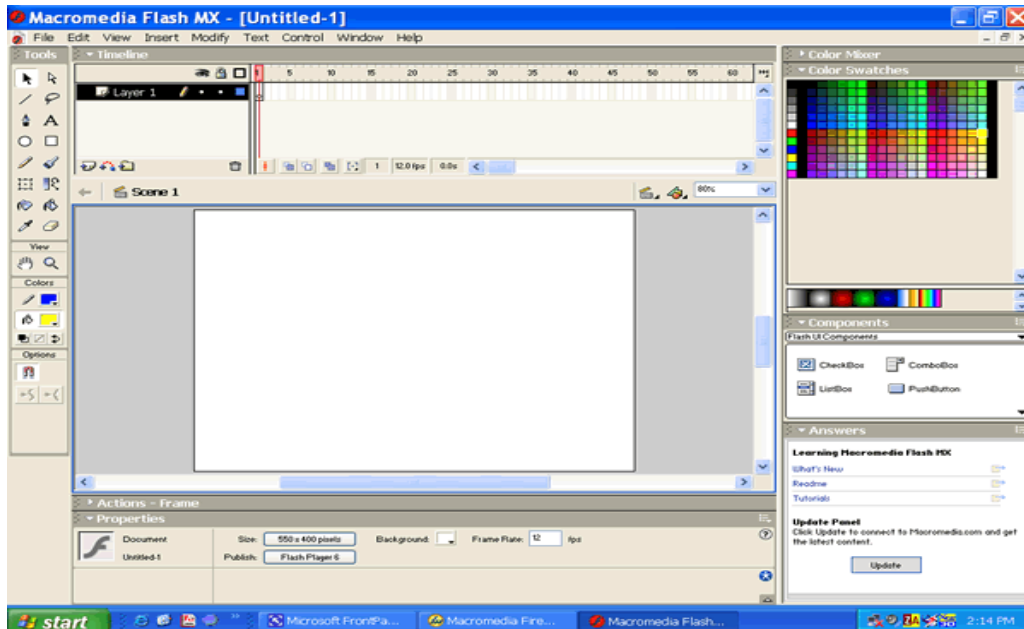 Macromedia Flash MX - [Untitled-1]
File Edit View Insert Modify Text Control Window Help
Tools
Timeline
1 5 10 15 20 25 30 35 40 45 50 55 60
Layer 1
1 12.0 fps 0.0s
Scene 1
80%
View
Colors
Options
Color Mixer
Color Swatches
Components
Flash UI Components
CheckBox ComboBox
ListBox PushButton
Answers
Learning Macromedia Flash MX
What's New
Readme
Tutorials
Update Panel
Click Update to connect to Macromedia.com and get
the latest content.
Update
Actions - Frame
Properties
Document Size: 550 x 400 pixels Background: Frame Rate: 12 fps
Untitled-1 Publish: Flash Player 6
start Microsoft FrontPa... Macromedia Fire... Macromedia Flash... 2:14 PM